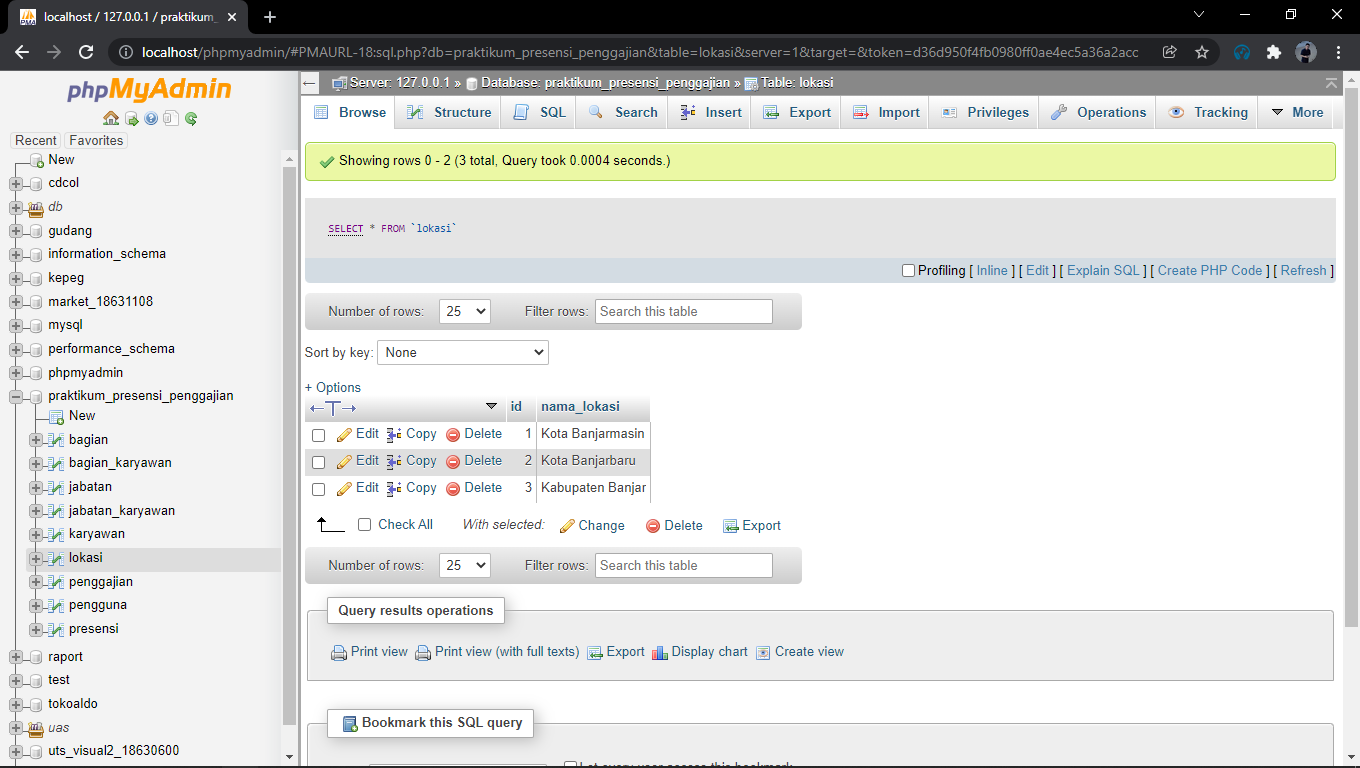 localhost / 127.0.0.1 / praktikum_
localhost/phpmyadmin/#PMAURL-18:sql.php?db=praktikum_presensi_penggajian&table=lokasi&server=1&target=&token=d36d950f4fb0980ff0ae4ec5a36a2acc
phpMyAdmin
Recent Favorites
New
cdcol
db
gudang
information_schema
kepeg
market_18631108
mysql
performance_schema
phpmyadmin
praktikum_presensi_penggajian
New
bagian
bagian_karyawan
jabatan
jabatan_karyawan
karyawan
lokasi
penggajian
pengguna
presensi
raport
test
tokoaldo
uas
uts_visual2_18630600
Server: 127.0.0.1 » Database: praktikum_presensi_penggajian » Table: lokasi
Browse Structure SQL Search Insert Export Import Privileges Operations Tracking More
Showing rows 0 - 2 (3 total, Query took 0.0004 seconds.)
SELECT * FROM `lokasi`
Profiling [ Inline ] [ Edit ] [ Explain SQL ] [ Create PHP Code ] [ Refresh ]
Number of rows: 25 Filter rows: Search this table
Sort by key: None
+ Options
←T→ id nama_lokasi
Edit Copy Delete 1 Kota Banjarmasin
Edit Copy Delete 2 Kota Banjarbaru
Edit Copy Delete 3 Kabupaten Banjar
Check All With selected: Change Delete Export
Number of rows: 25 Filter rows: Search this table
Query results operations
Print view Print view (with full texts) Export Display chart Create view
Bookmark this SQL query
Let every user access this bookmark